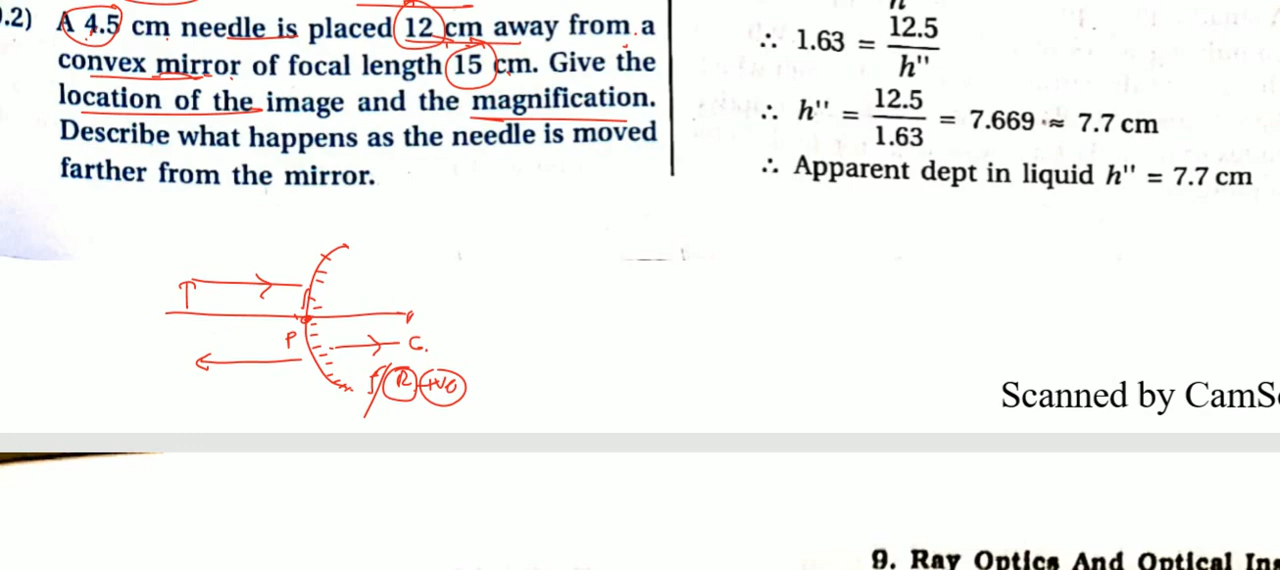 .2) A 4.5 cm needle is placed 12 cm away from a
convex mirror of focal length 15 cm. Give the
location of the image and the magnification.
Describe what happens as the needle is moved
farther from the mirror.
∴ 1.63 = 12.5 / h"
∴ h" = 12.5 / 1.63 = 7.669 ≈ 7.7 cm
∴ Apparent dept in liquid h" = 7.7 cm
P
C.
f/R +ve
Scanned by CamS
9. Ray Optics And Optical In